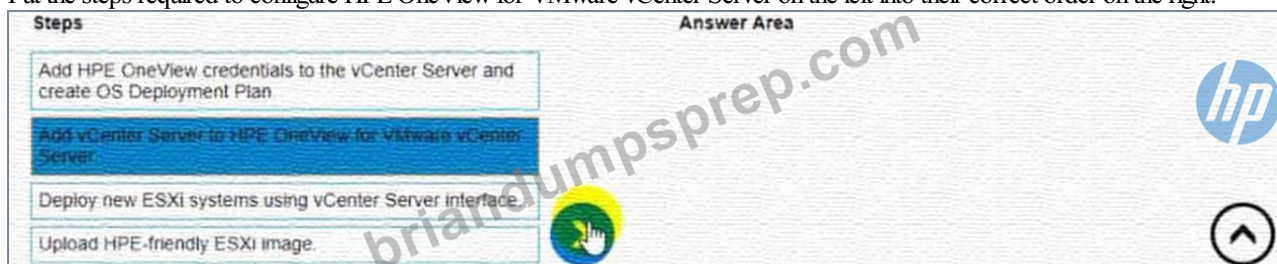 Put the steps required to configure HPE OneView for VMware vCenter Server on the left into their correct order on the right.
Steps
Answer Area
Add HPE OneView credentials to the vCenter Server and
create OS Deployment Plan
Add vCenter Server to HPE OneView for VMware vCenter
Server
Deploy new ESXi systems using vCenter Server interface.
Upload HPE-friendly ESXi image.
briandumpsprep.com
hp